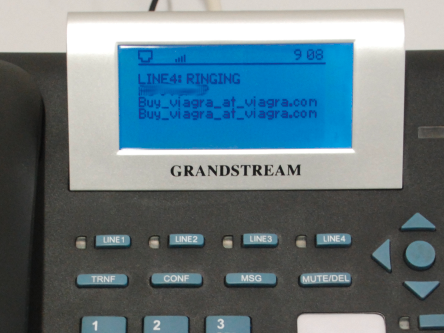 9 08
LINE4: RINGING
Buy_viagra_at_viagra.com
Buy_viagra_at_viagra.com
GRANDSTREAM
LINE1 LINE2 LINE3 LINE4
TRNF CONF MSG MUTE/DEL
1 2 3